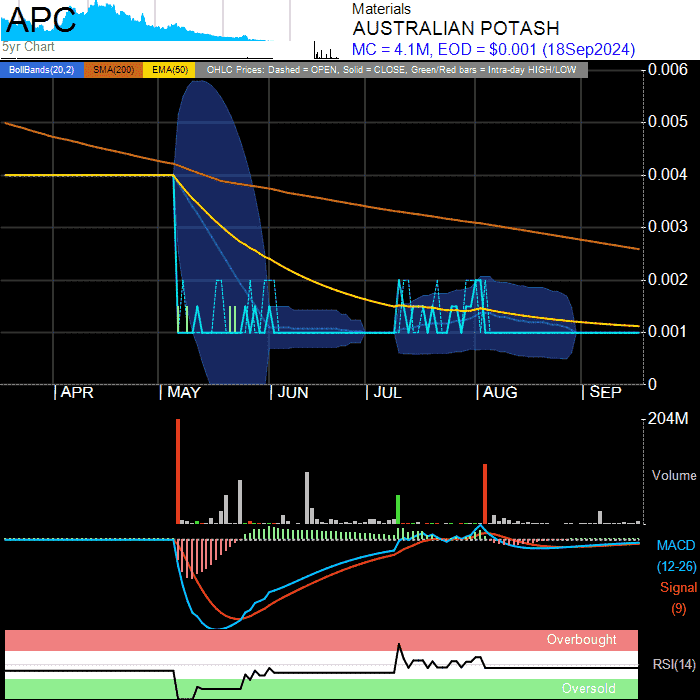 APC
5yr Chart
Materials
AUSTRALIAN POTASH
MC = 4.1M, EOD = $0.001 (18Sep2024)
BollBands(20,2) SMA(200) EMA(50) OHLC Prices: Dashed = OPEN, Solid = CLOSE, Green/Red bars = Intra-day HIGH/LOW
0.006
0.005
0.004
0.003
0.002
0.001
0
APR MAY JUN JUL AUG SEP
204M
Volume
MACD
(12-26)
Signal
(9)
Overbought
RSI(14)
Oversold